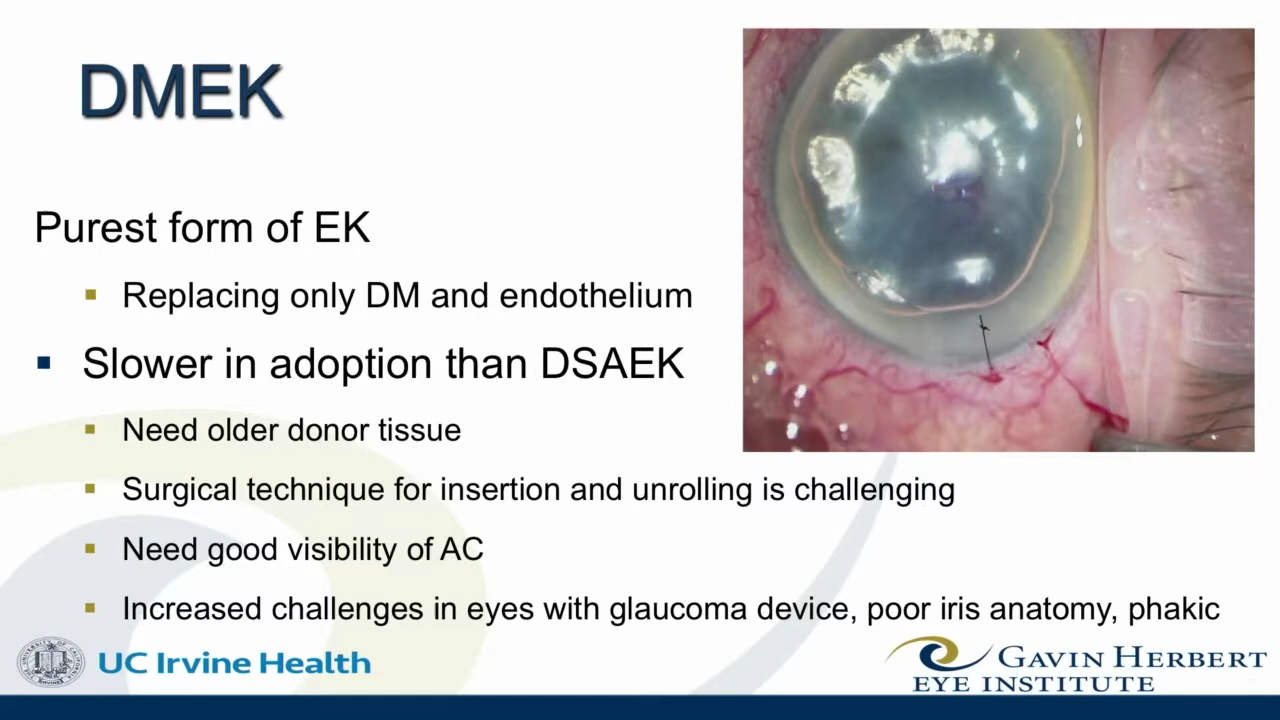 DMEK
Purest form of EK
Replacing only DM and endothelium
Slower in adoption than DSAEK
Need older donor tissue
Surgical technique for insertion and unrolling is challenging
Need good visibility of AC
Increased challenges in eyes with glaucoma device, poor iris anatomy, phakic
UC Irvine Health
GAVIN HERBERT
EYE INSTITUTE